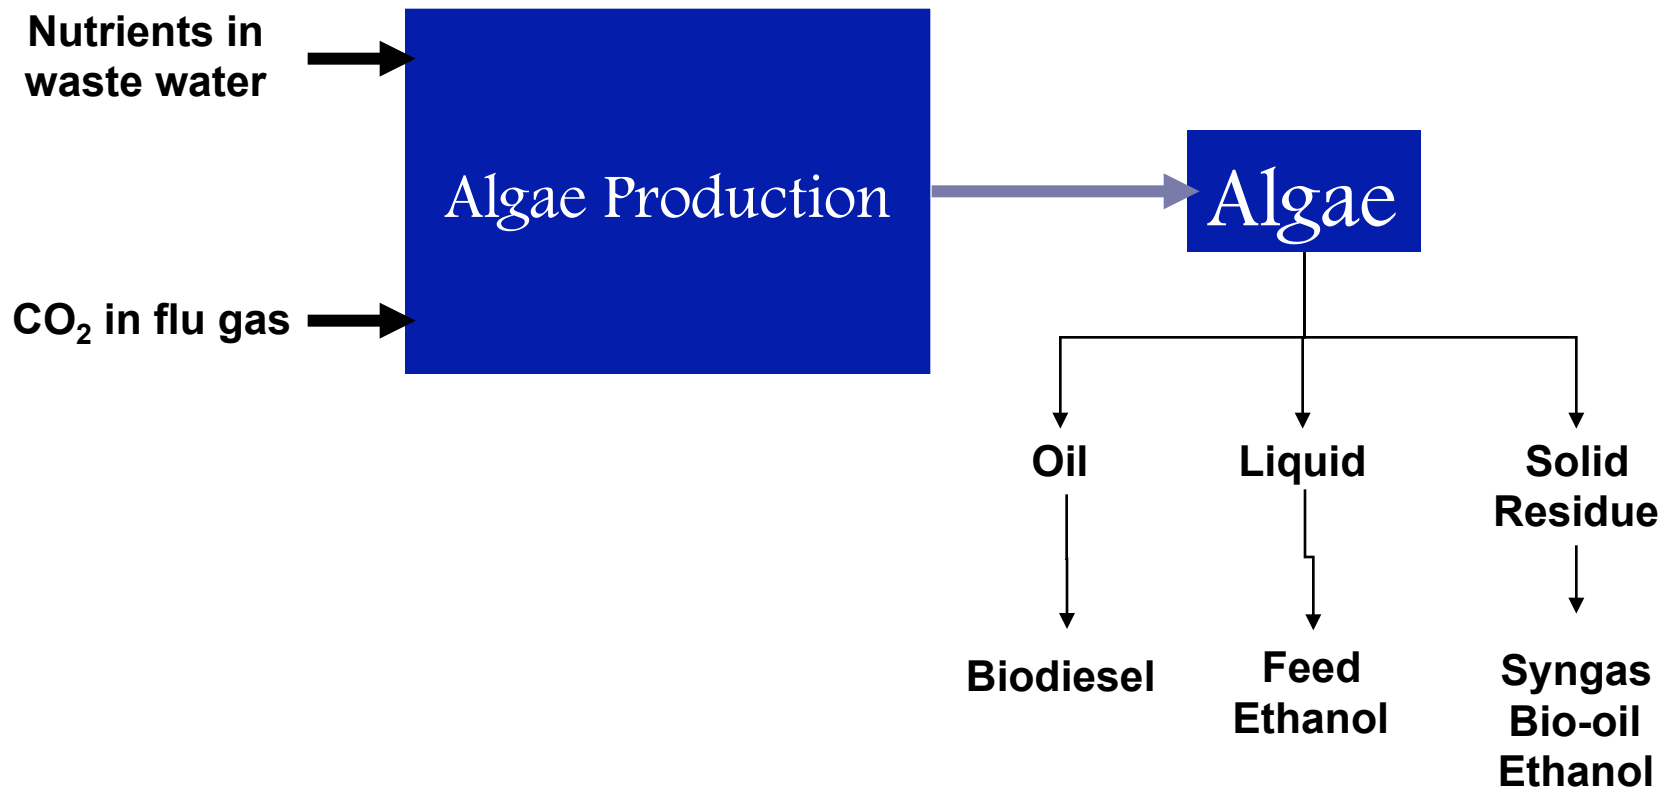 Nutrients in
waste water
Algae Production
Algae
CO₂ in flu gas
Oil
Liquid
Solid
Residue
Biodiesel
Feed
Ethanol
Syngas
Bio-oil
Ethanol